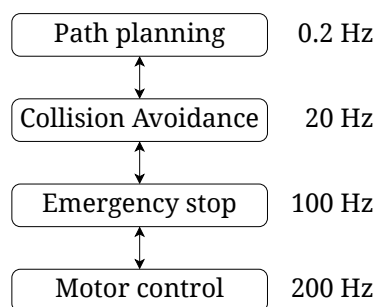 Path planning 0.2 Hz
Collision Avoidance 20 Hz
Emergency stop 100 Hz
Motor control 200 Hz